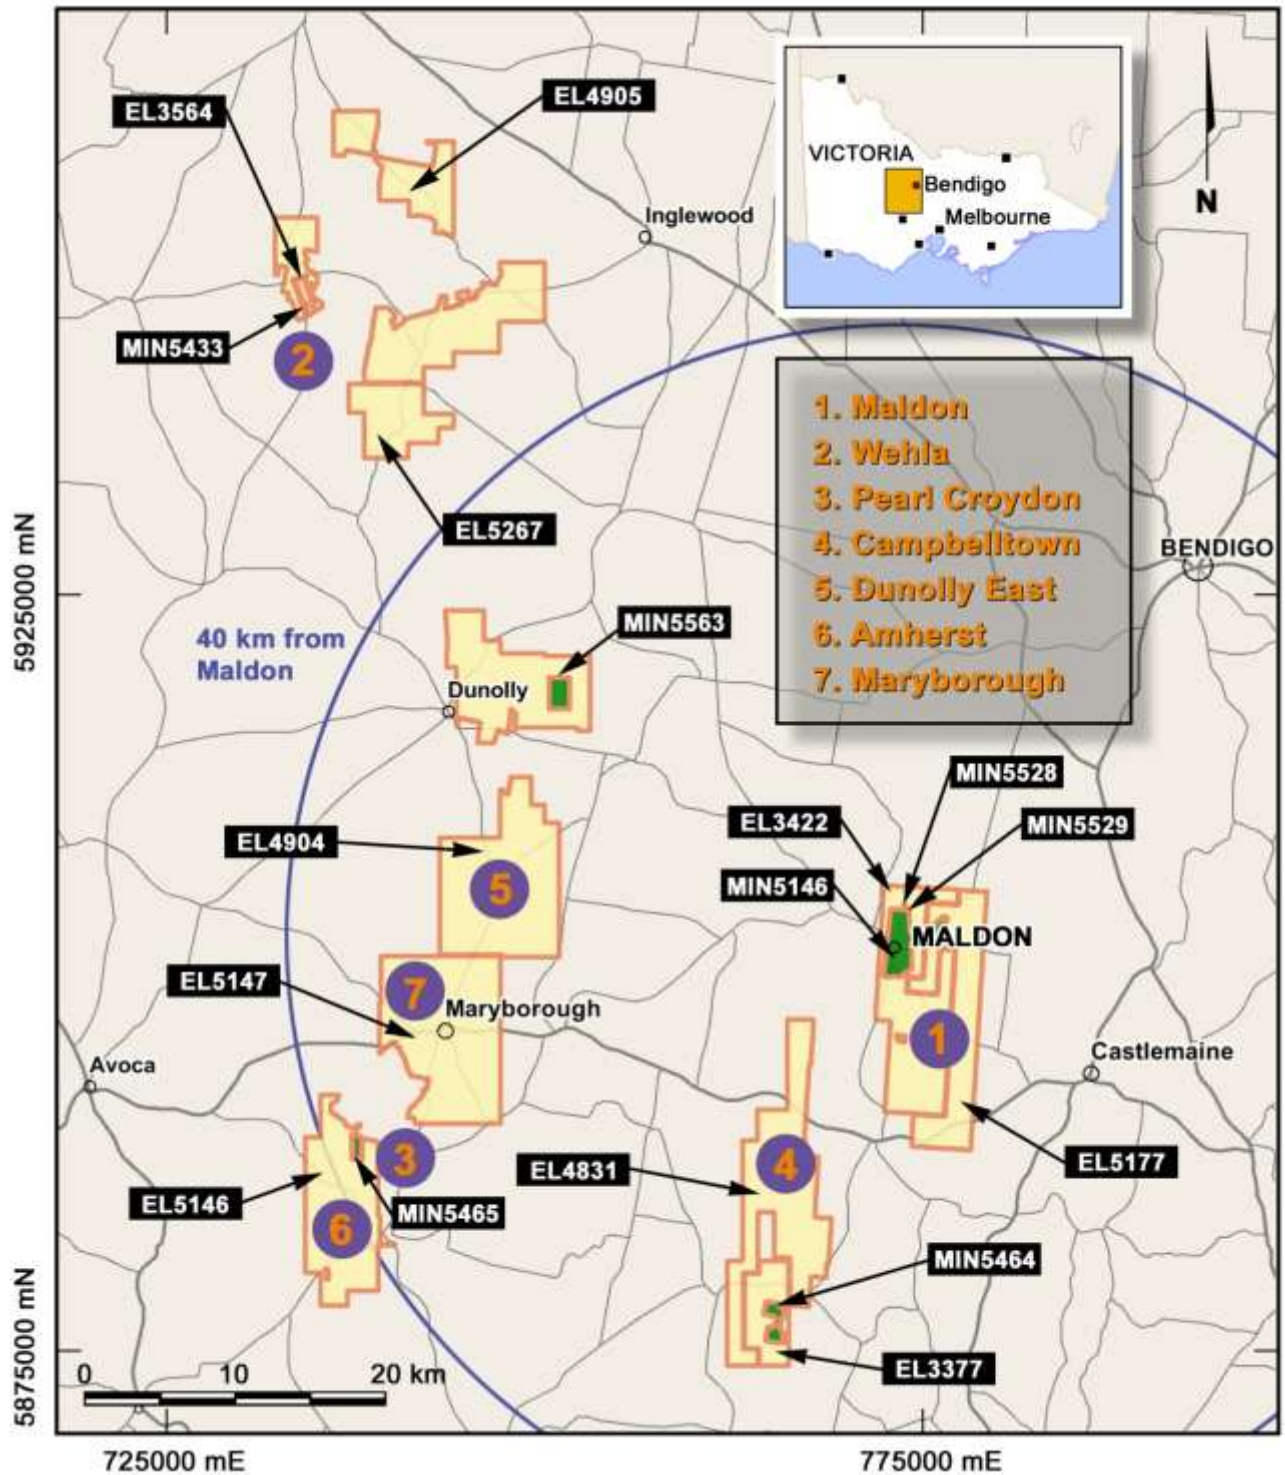 EL4905
EL3564
VICTORIA
Bendigo
Melbourne
N
Inglewood
MIN5433
2
1. Maldon
2. Wehla
3. Pearl Croydon
4. Campbelltown
5. Dunolly East
6. Amherst
7. Maryborough
EL5267
BENDIGO
5925000 mN
40 km from
Maldon
MIN5563
Dunolly
MIN5528
EL3422
MIN5529
EL4904
MIN5146
5
MALDON
EL5147
7
Maryborough
1
Avoca
Castlemaine
3
4
EL4831
EL5177
EL5146
MIN5465
6
MIN5464
5875000 mN
0 10 20 km
EL3377
725000 mE
775000 mE